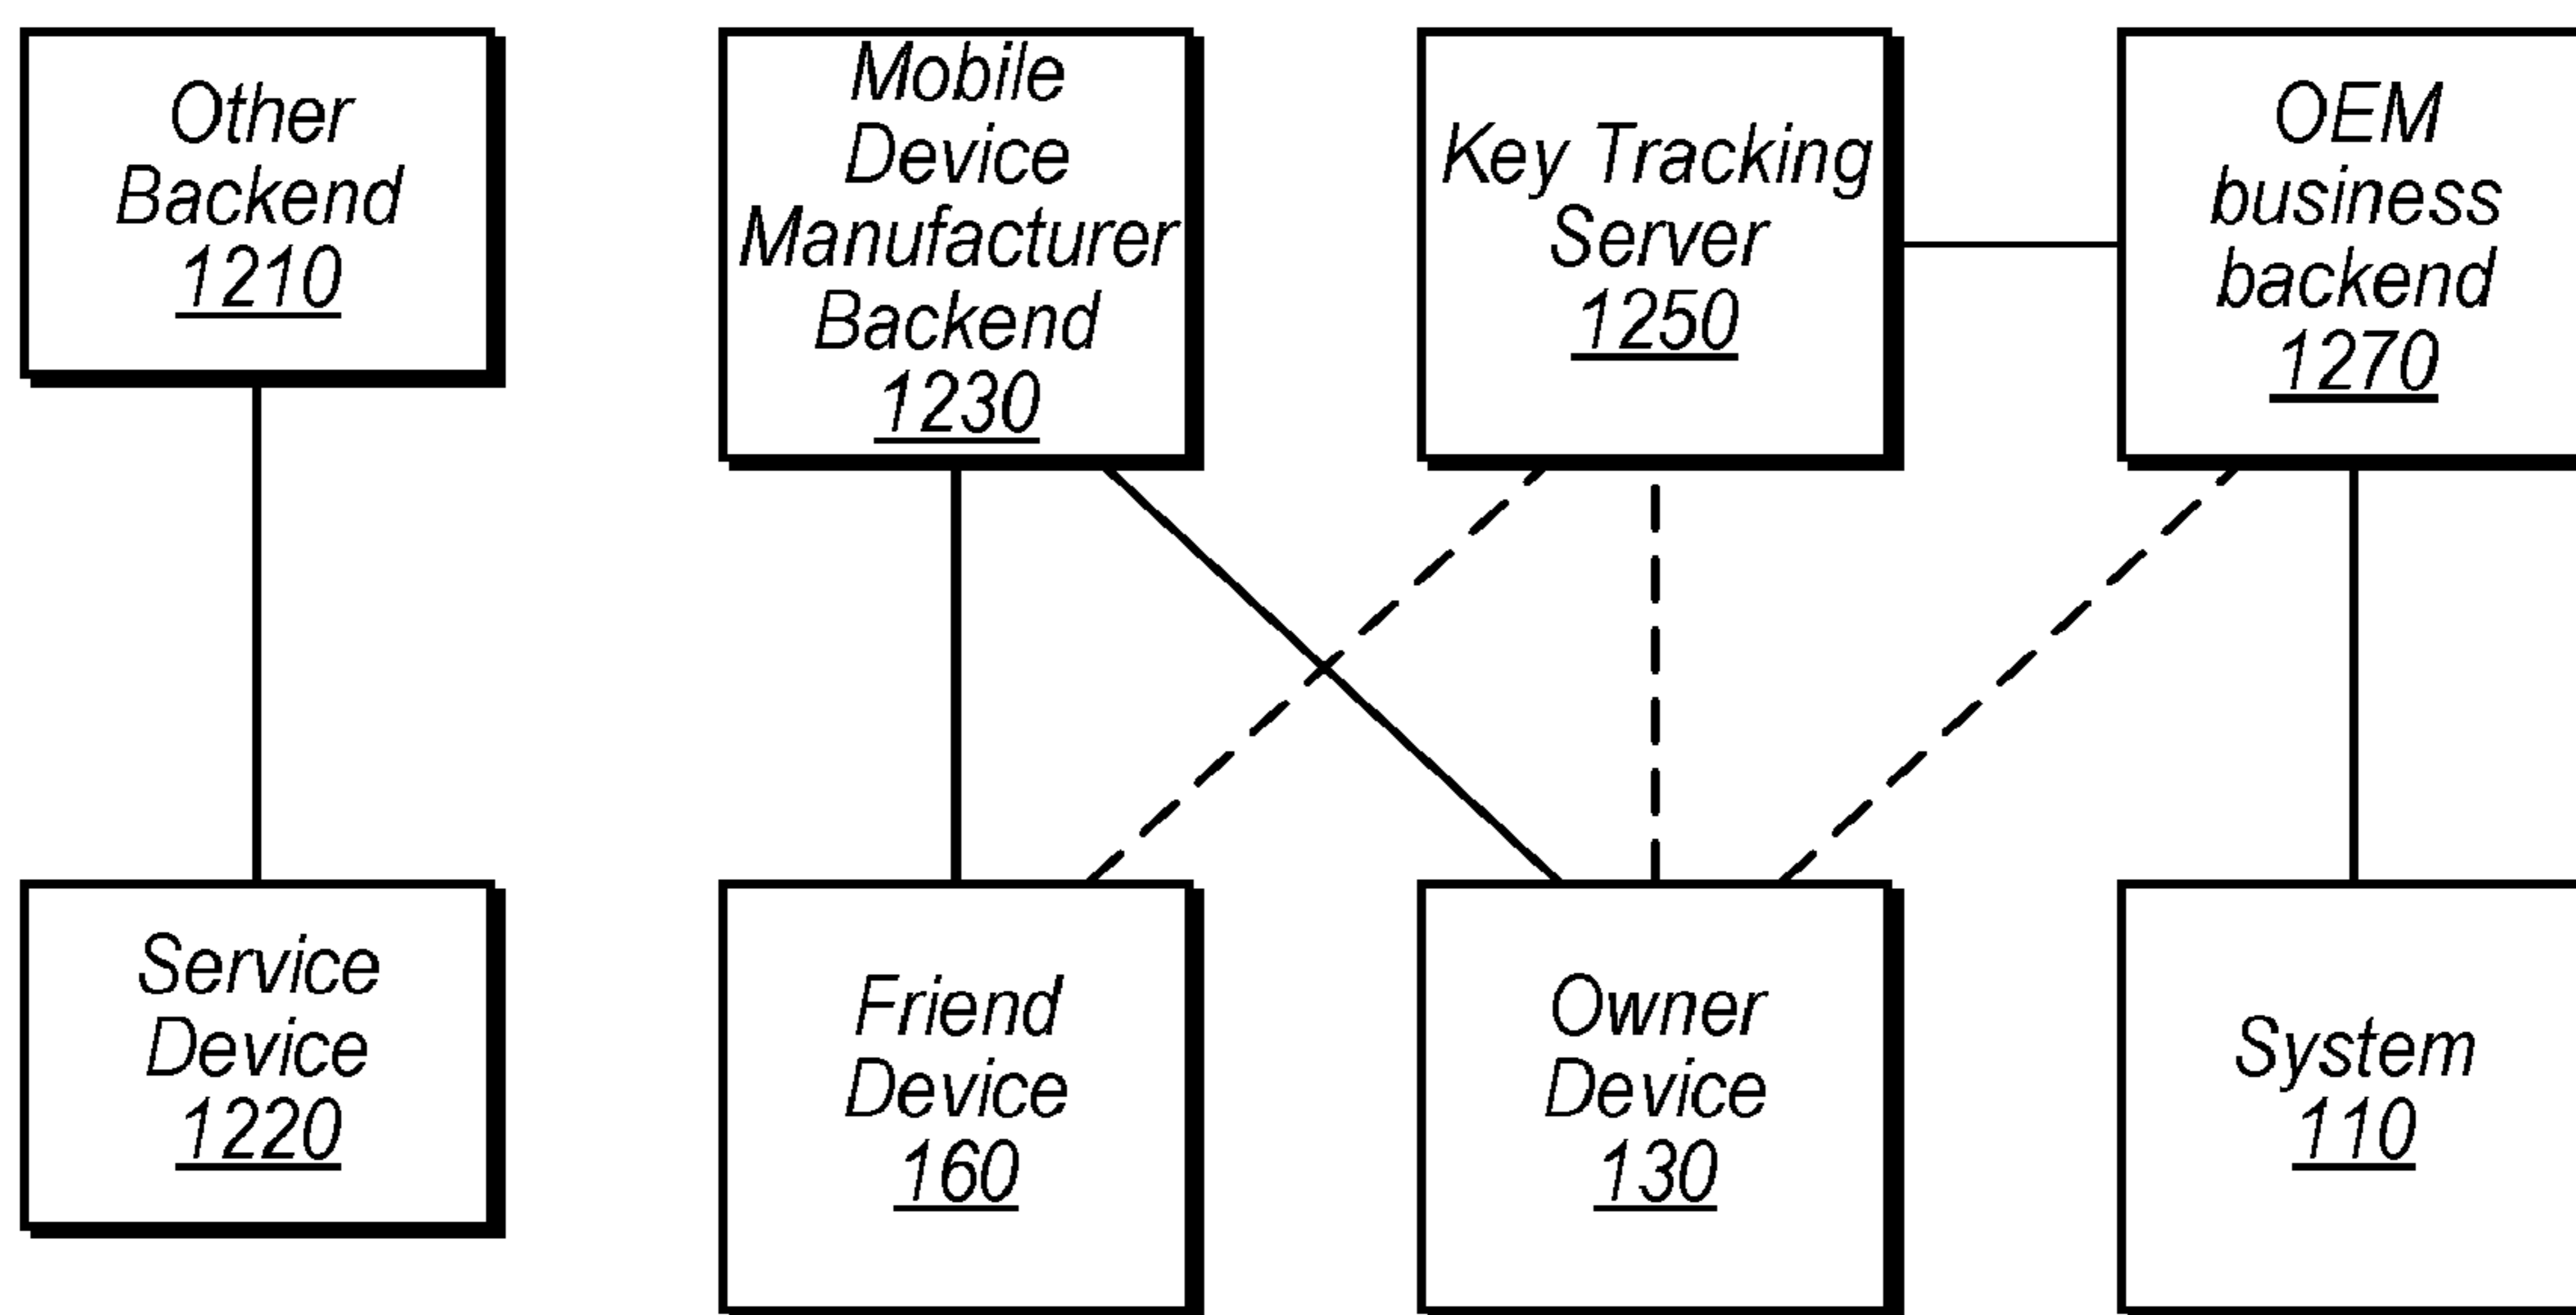 Other
Backend
1210
Mobile
Device
Manufacturer
Backend
1230
Key Tracking
Server
1250
OEM
business
backend
1270
Service
Device
1220
Friend
Device
160
Owner
Device
130
System
110